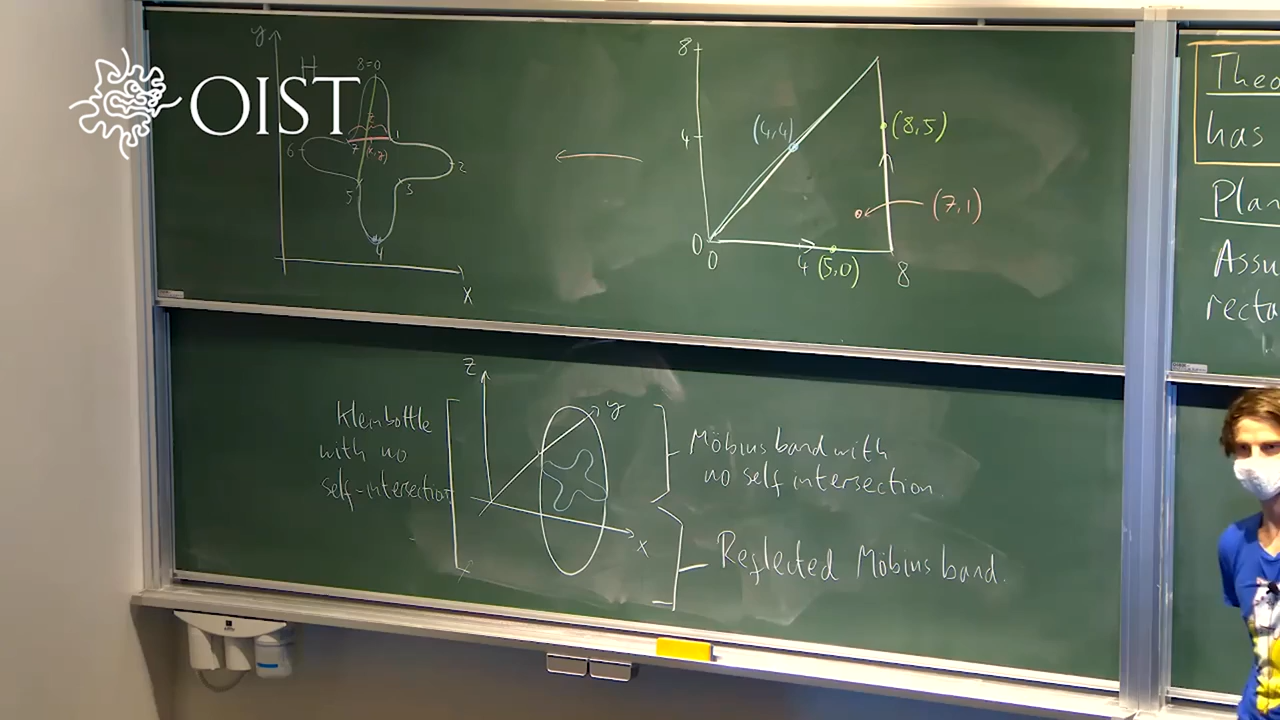 OIST
y
H
8=0
1
6
7
(x,y)
2
5
3
4
x
8
(4,4)
(8,5)
4
(7,1)
0
0
4
(5,0)
8
Theo
has
Plan
Assu
recta
z
Klein bottle
with no
self-intersection
y
x
Möbius band with
no self intersection.
Reflected Möbius band.